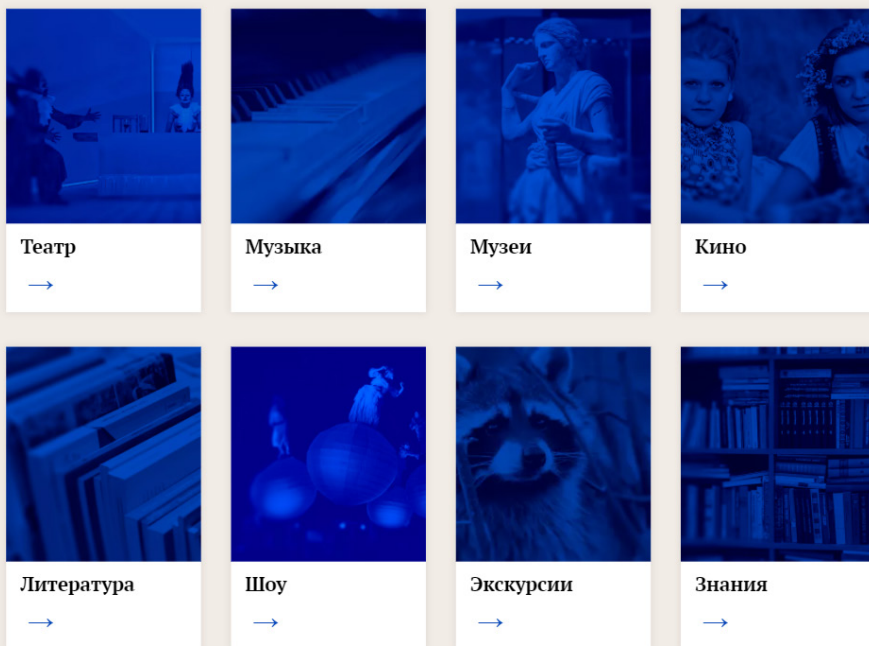 Театр
Музыка
Музеи
Кино
Литература
Шоу
Экскурсии
Знания